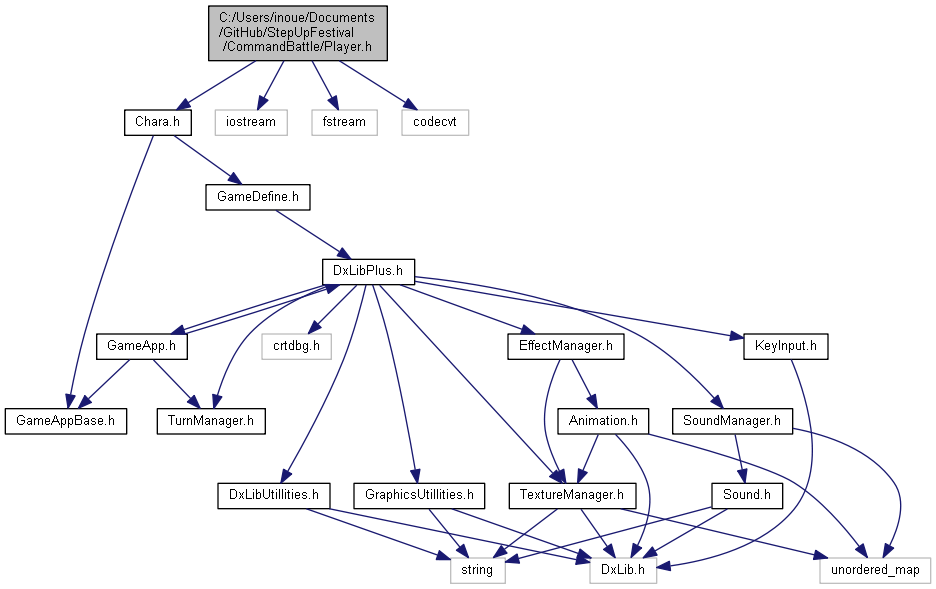 C:/Users/inoue/Documents
/GitHub/StepUpFestival
/CommandBattle/Player.h
Chara.h
iostream
fstream
codecvt
GameDefine.h
DxLibPlus.h
GameApp.h
crtdbg.h
EffectManager.h
KeyInput.h
GameAppBase.h
TurnManager.h
Animation.h
SoundManager.h
DxLibUtillities.h
GraphicsUtillities.h
TextureManager.h
Sound.h
string
DxLib.h
unordered_map